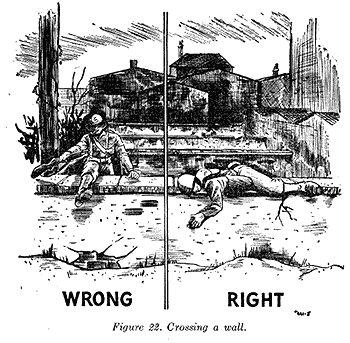 WRONG RIGHT
Figure 22. Crossing a wall.